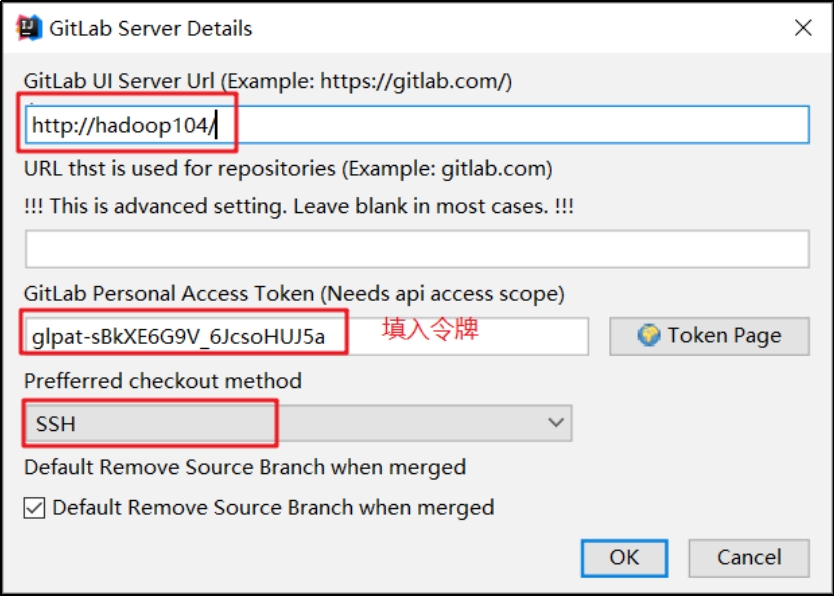 GitLab Server Details
GitLab UI Server Url (Example: https://gitlab.com/)
http://hadoop104/
URL thst is used for repositories (Example: gitlab.com)
!!! This is advanced setting. Leave blank in most cases. !!!
GitLab Personal Access Token (Needs api access scope)
glpat-sBkXE6G9V_6JcsoHUJ5a 填入令牌 Token Page
Prefferred checkout method
SSH
Default Remove Source Branch when merged
Default Remove Source Branch when merged
OK Cancel